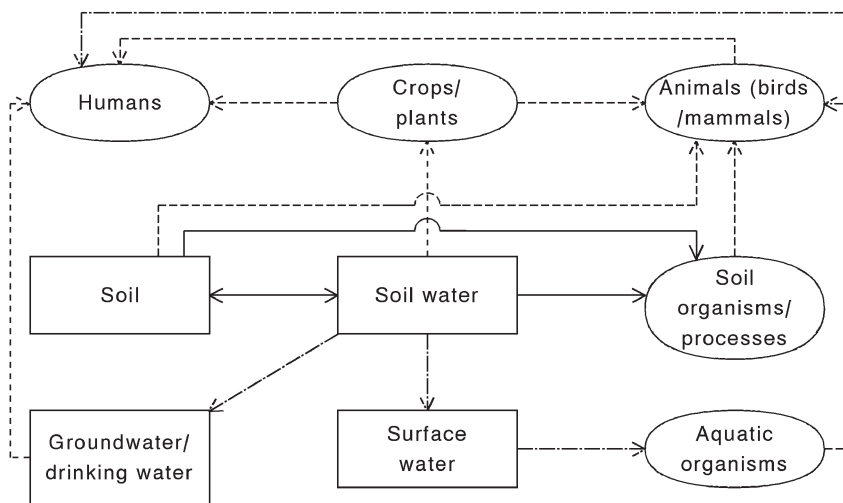 Humans
Crops/
plants
Animals (birds
/mammals)
Soil
Soil water
Soil
organisms/
processes
Groundwater/
drinking water
Surface
water
Aquatic
organisms